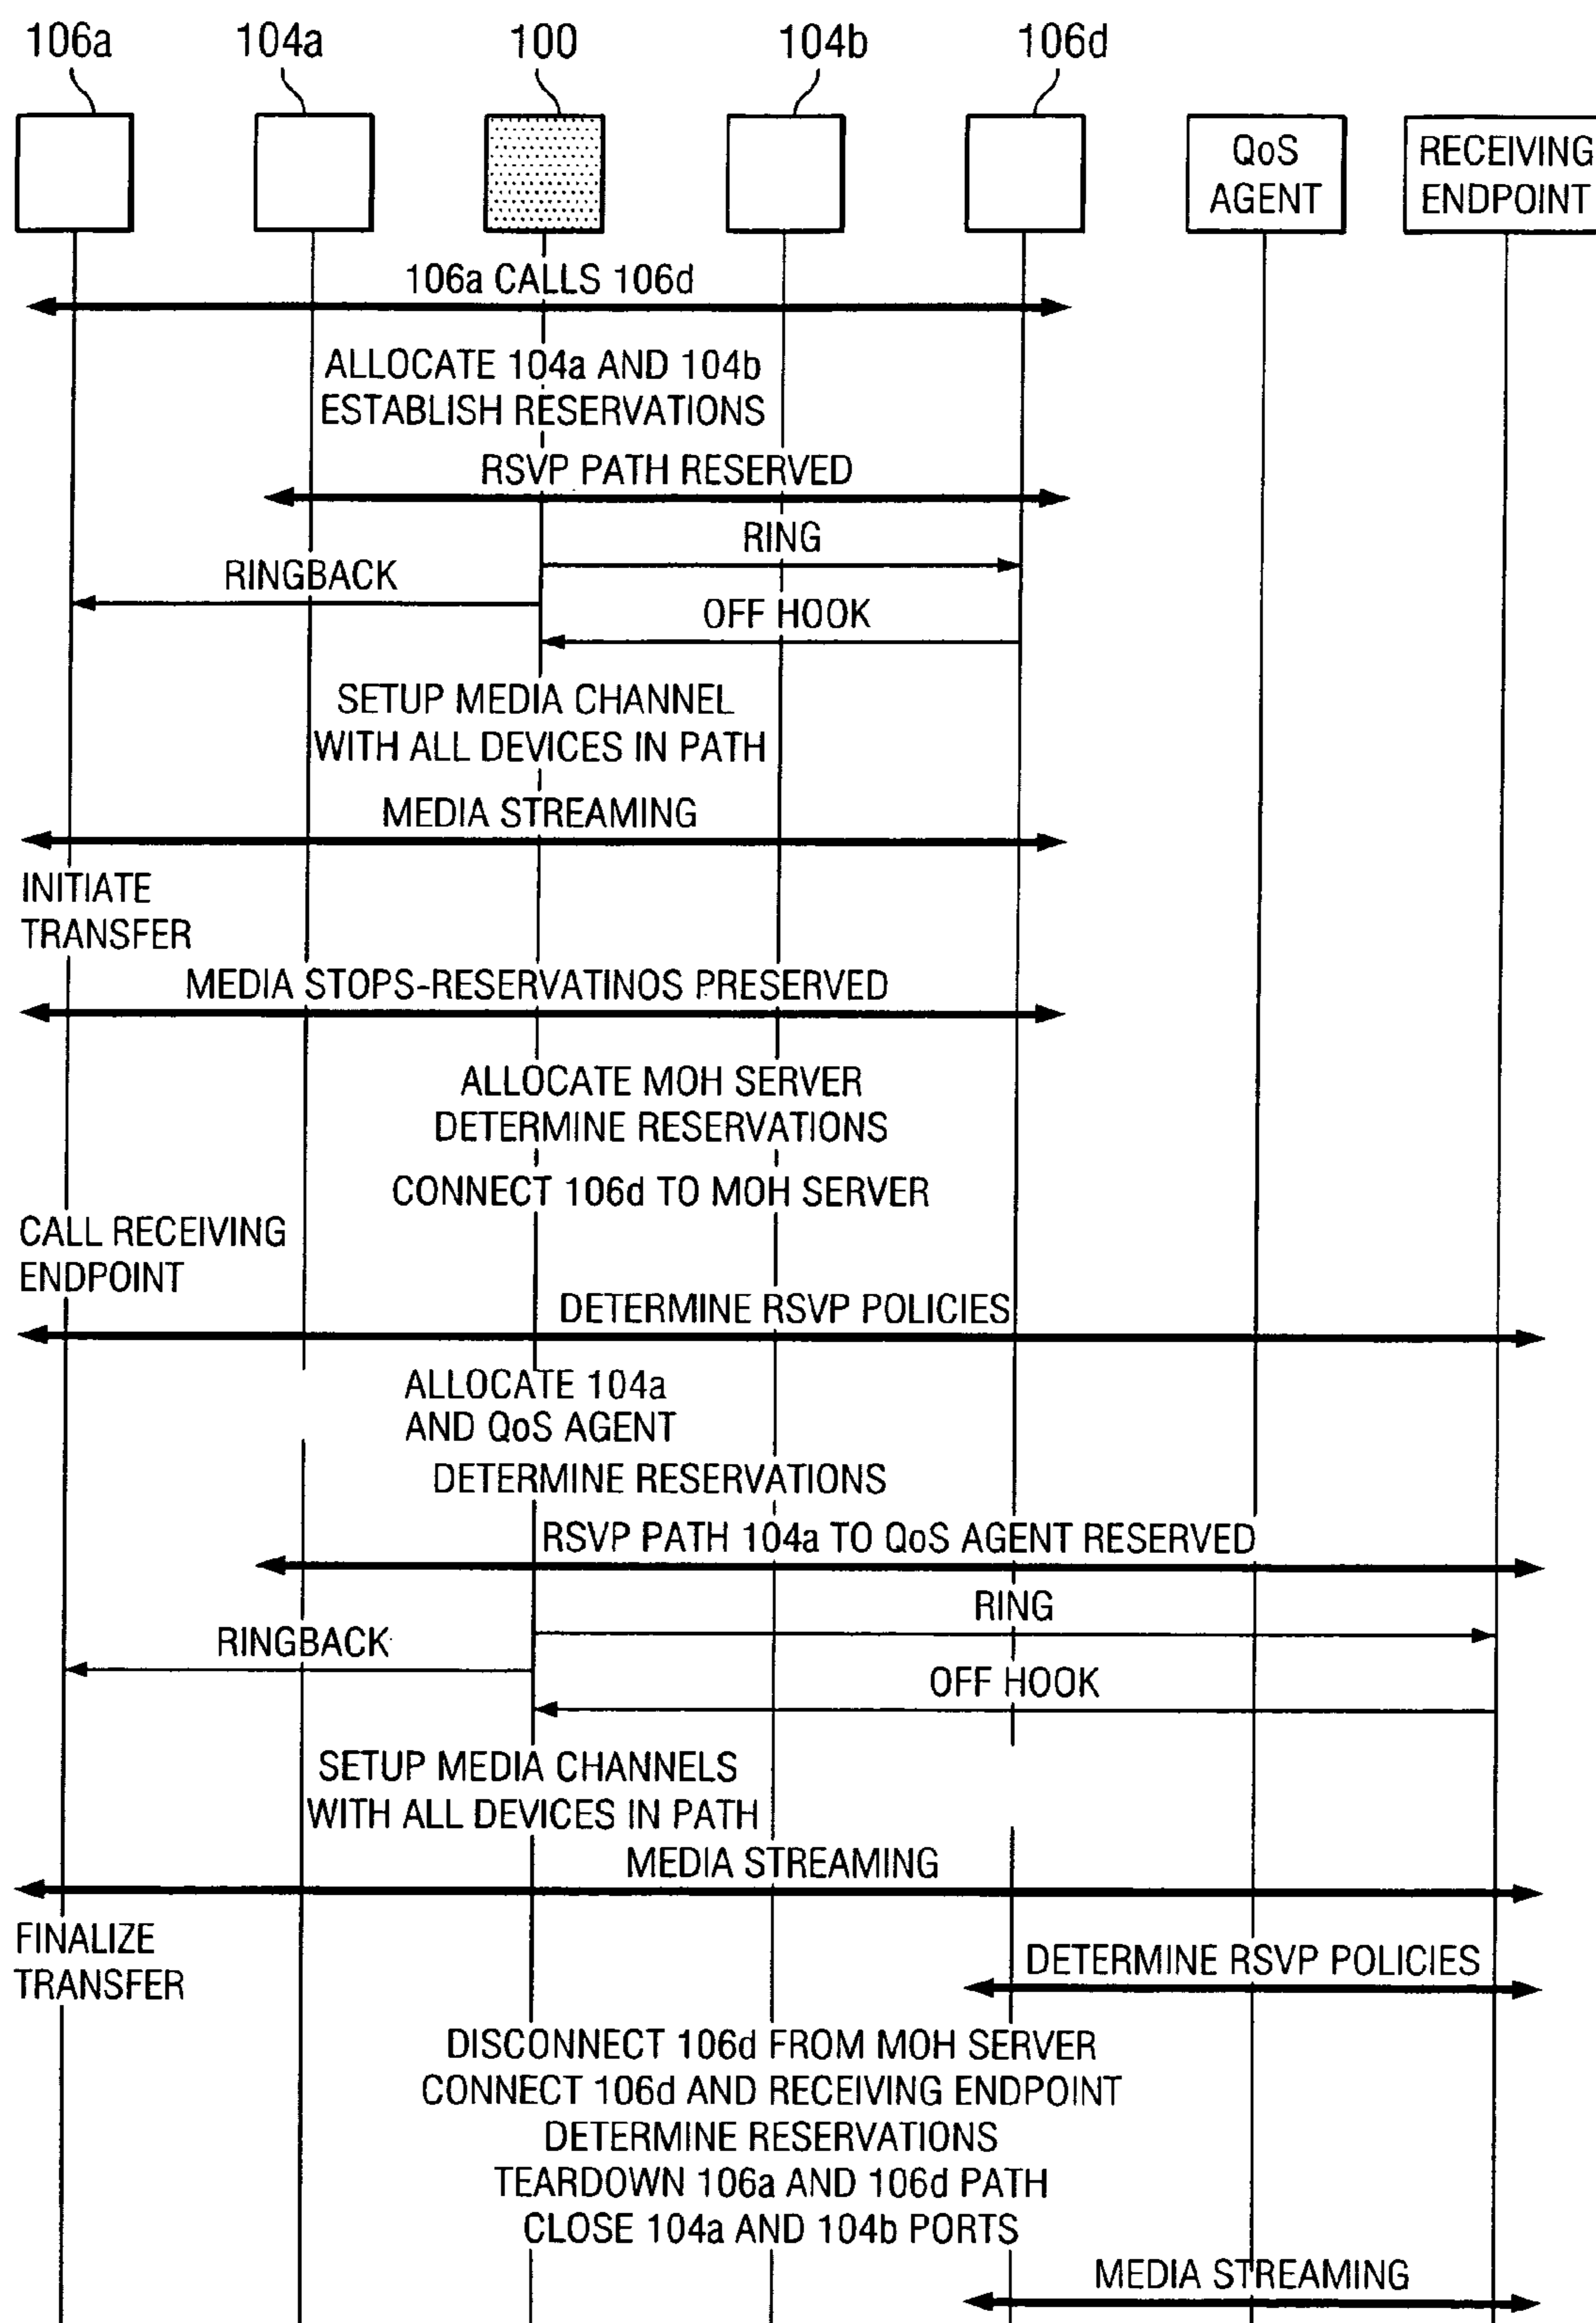 106a 104a 100 104b 106d
QoS
AGENT
RECEIVING
ENDPOINT
106a CALLS 106d
ALLOCATE 104a AND 104b
ESTABLISH RESERVATIONS
RSVP PATH RESERVED
RING
RINGBACK
OFF HOOK
SETUP MEDIA CHANNEL
WITH ALL DEVICES IN PATH
MEDIA STREAMING
INITIATE
TRANSFER
MEDIA STOPS-RESERVATINOS PRESERVED
ALLOCATE MOH SERVER
DETERMINE RESERVATIONS
CONNECT 106d TO MOH SERVER
CALL RECEIVING
ENDPOINT
DETERMINE RSVP POLICIES
ALLOCATE 104a
AND QoS AGENT
DETERMINE RESERVATIONS
RSVP PATH 104a TO QoS AGENT RESERVED
RING
RINGBACK
OFF HOOK
SETUP MEDIA CHANNELS
WITH ALL DEVICES IN PATH
MEDIA STREAMING
FINALIZE
TRANSFER
DETERMINE RSVP POLICIES
DISCONNECT 106d FROM MOH SERVER
CONNECT 106d AND RECEIVING ENDPOINT
DETERMINE RESERVATIONS
TEARDOWN 106a AND 106d PATH
CLOSE 104a AND 104b PORTS
MEDIA STREAMING